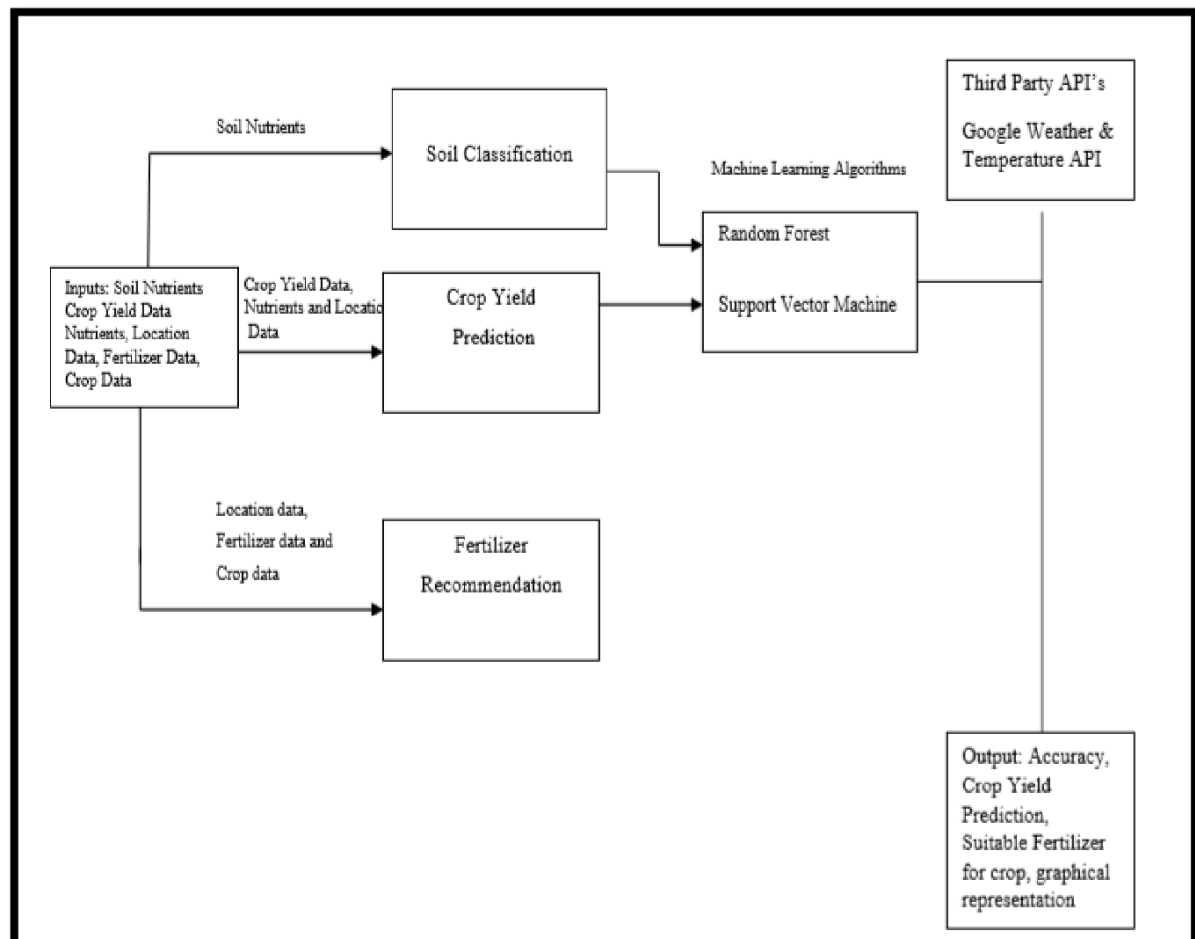 Third Party API's
Google Weather &
Temperature API
Soil Nutrients
Soil Classification
Machine Learning Algorithms
Random Forest
Support Vector Machine
Inputs: Soil Nutrients
Crop Yield Data
Nutrients, Location
Data, Fertilizer Data,
Crop Data
Crop Yield Data,
Nutrients and Locatio
Data
Crop Yield
Prediction
Location data,
Fertilizer data and
Crop data
Fertilizer
Recommendation
Output: Accuracy,
Crop Yield
Prediction,
Suitable Fertilizer
for crop, graphical
representation